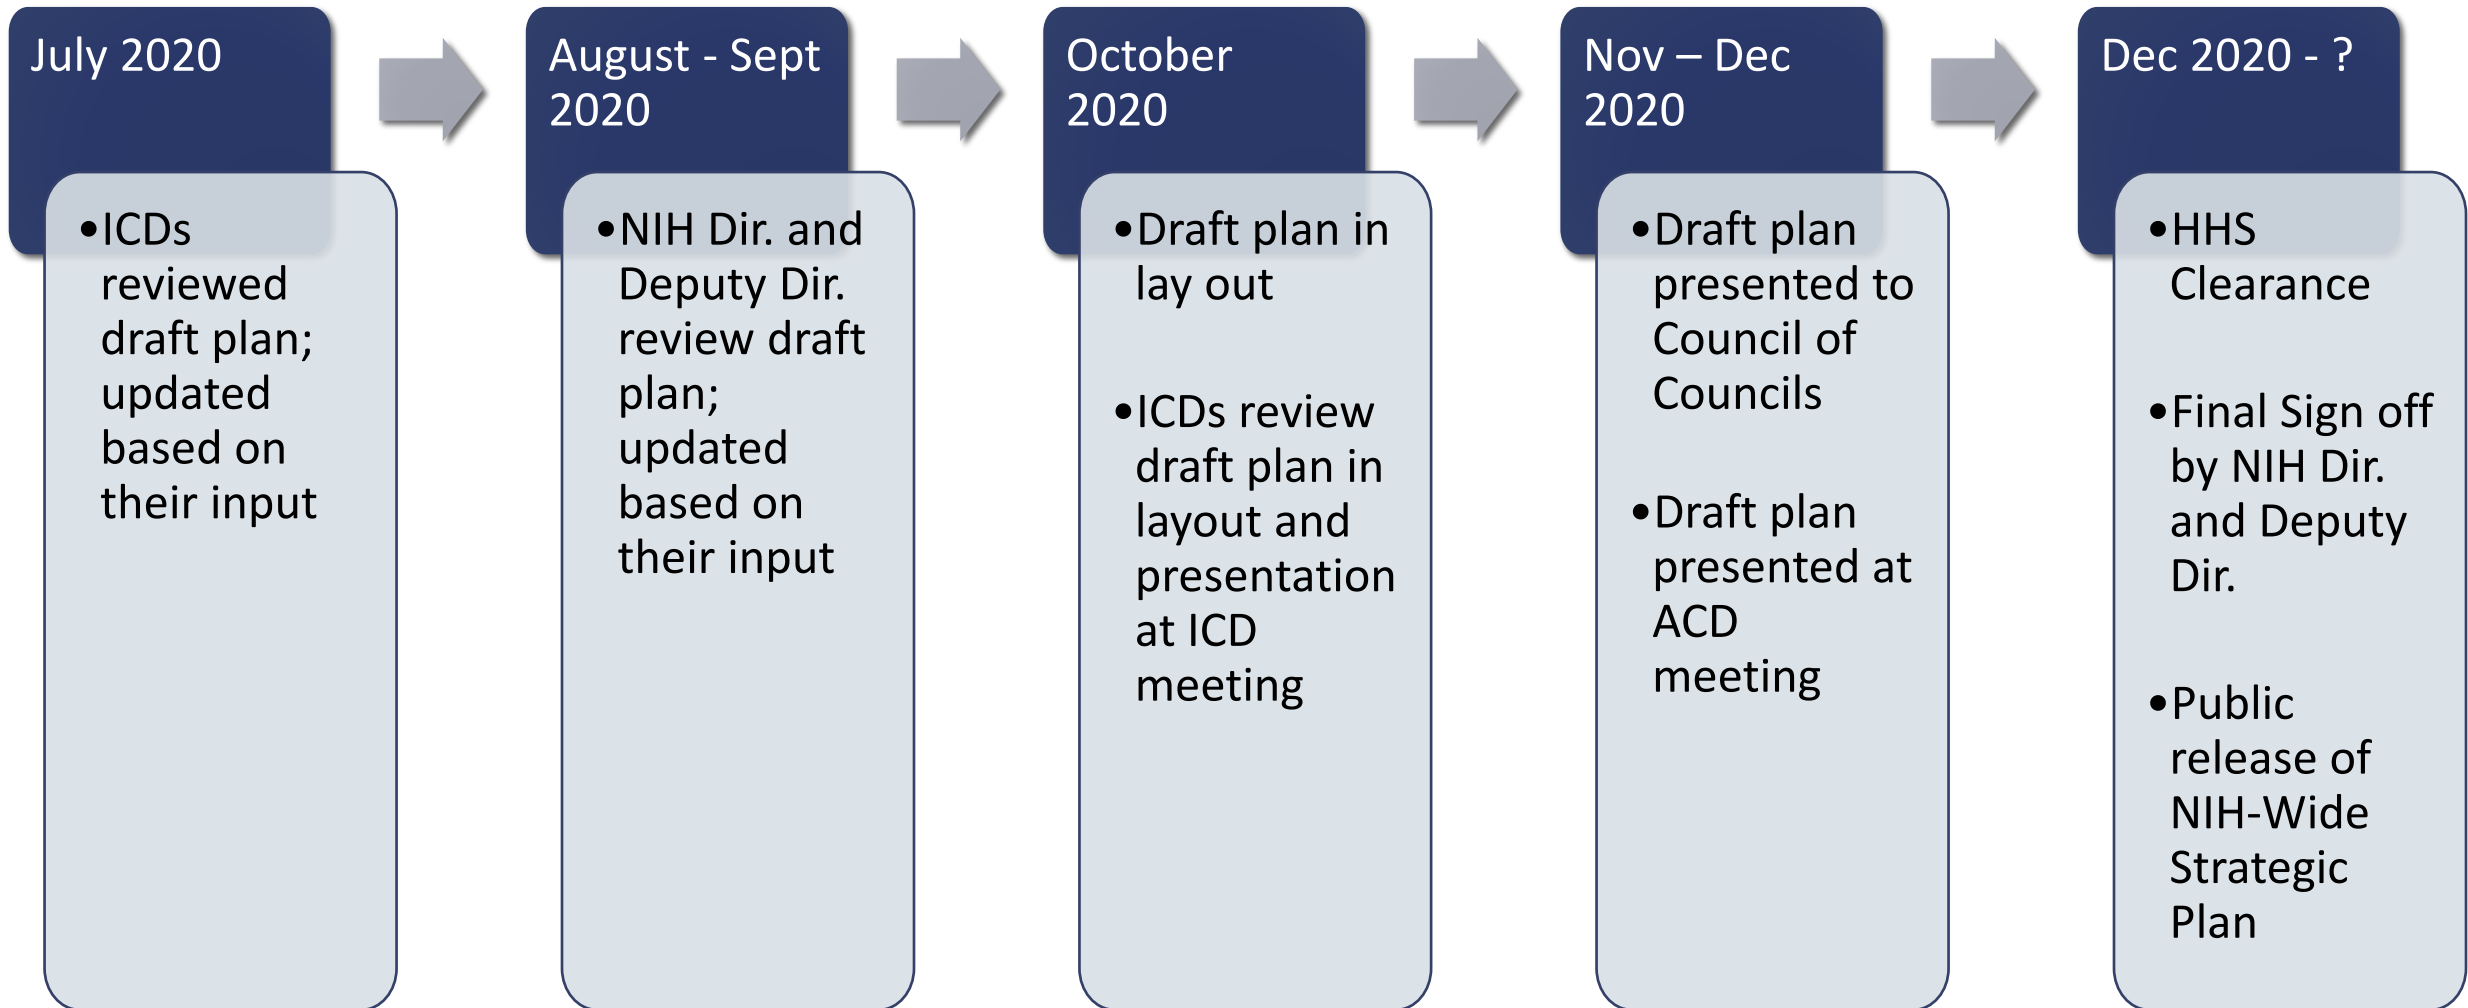 July 2020
•ICDs
reviewed
draft plan;
updated
based on
their input
August - Sept
2020
•NIH Dir. and
Deputy Dir.
review draft
plan;
updated
based on
their input
October
2020
•Draft plan in
lay out
•ICDs review
draft plan in
layout and
presentation
at ICD
meeting
Nov – Dec
2020
•Draft plan
presented to
Council of
Councils
•Draft plan
presented at
ACD
meeting
Dec 2020 - ?
•HHS
Clearance
•Final Sign off
by NIH Dir.
and Deputy
Dir.
•Public
release of
NIH-Wide
Strategic
Plan